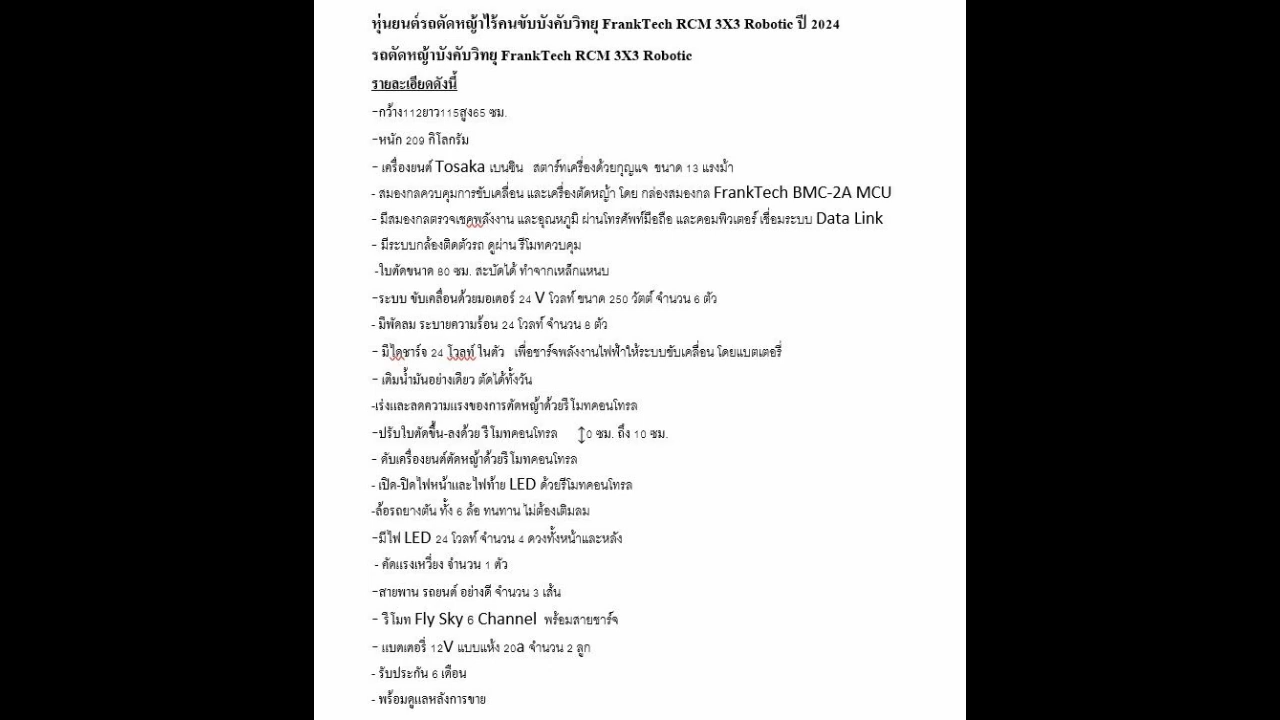 หุ่นยนต์รถตัดหญ้าไร้คนขับบังคับวิทยุ FrankTech RCM 3X3 Robotic ปี 2024
รถตัดหญ้าบังคับวิทยุ FrankTech RCM 3X3 Robotic
รายละเอียดดังนี้
-กว้าง112ยาว115สูง65 ซม.
-หนัก 209 กิโลกรัม
- เครื่องยนต์ Tosaka เบนซิน สตาร์ทเครื่องด้วยกุญแจ ขนาด 13 แรงม้า
- สมองกลควบคุมการขับเคลื่อน และเครื่องตัดหญ้า โดย กล่องสมองกล FrankTech BMC-2A MCU
- มีสมองกลตรวจเชคพลังงาน และอุณหภูมิ ผ่านโทรศัพท์มือถือ และคอมพิวเตอร์ เชื่อมระบบ Data Link
- มีระบบกล้องติดตัวรถ ดูผ่าน รีโมทควบคุม
-ใบตัดขนาด 80 ซม. สะบัดได้ ทำจากเหล็กแหนบ
-ระบบ ขับเคลื่อนด้วยมอเตอร์ 24 V โวลท์ ขนาด 250 วัตต์ จำนวน 6 ตัว
- มีพัดลม ระบายความร้อน 24 โวลท์ จำนวน 8 ตัว
- มีไดชาร์จ 24 โวลท์ ในตัว เพื่อชาร์จพลังงานไฟฟ้าให้ระบบขับเคลื่อน โดยแบตเตอรี่
- เติมน้ำมันอย่างเดียว ตัดได้ทั้งวัน
-เร่งและลดความแรงของการตัดหญ้าด้วยรีโมทคอนโทรล
-ปรับใบตัดขึ้น-ลงด้วย รีโมทคอนโทรล ↕0 ซม. ถึง 10 ซม.
- ดับเครื่องยนต์ตัดหญ้าด้วยรีโมทคอนโทรล
- เปิด-ปิดไฟหน้าและไฟท้าย LED ด้วยรีโมทคอนโทรล
-ล้อรถยางตัน ทั้ง 6 ล้อ ทนทาน ไม่ต้องเติมลม
-มีไฟ LED 24 โวลท์ จำนวน 4 ดวงทั้งหน้าและหลัง
- คัดแรงเหวี่ยง จำนวน 1 ตัว
-สายพาน รถยนต์ อย่างดี จำนวน 3 เส้น
- รีโมท Fly Sky 6 Channel พร้อมสายชาร์จ
- แบตเตอรี่ 12V แบบแห้ง 20a จำนวน 2 ลูก
- รับประกัน 6 เดือน
- พร้อมดูแลหลังการขาย